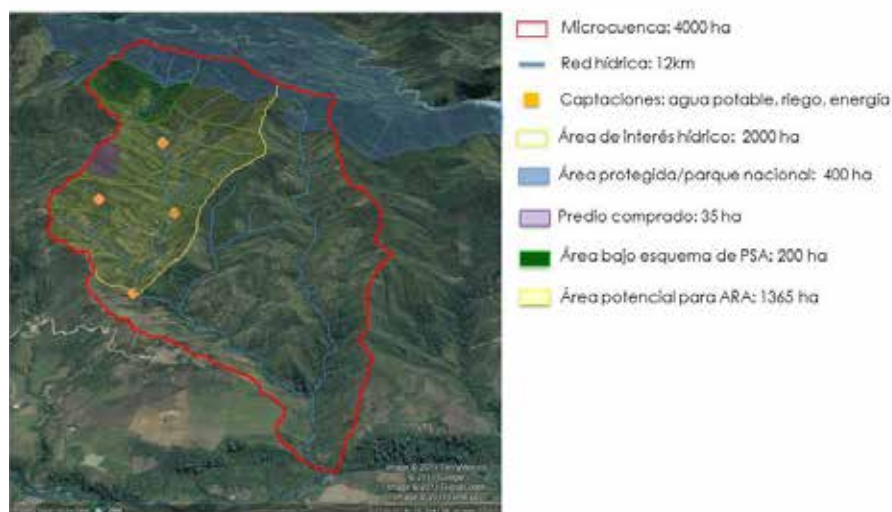 Microcuenca: 4000 ha
Red hídrica: 12km
Captaciones: agua potable, riego, energía
Área de interés hídrico: 2000 ha
Área protegida/parque nacional: 400 ha
Predio comprado: 35 ha
Área bajo esquema de PSA: 200 ha
Área potencial para ARA: 1365 ha